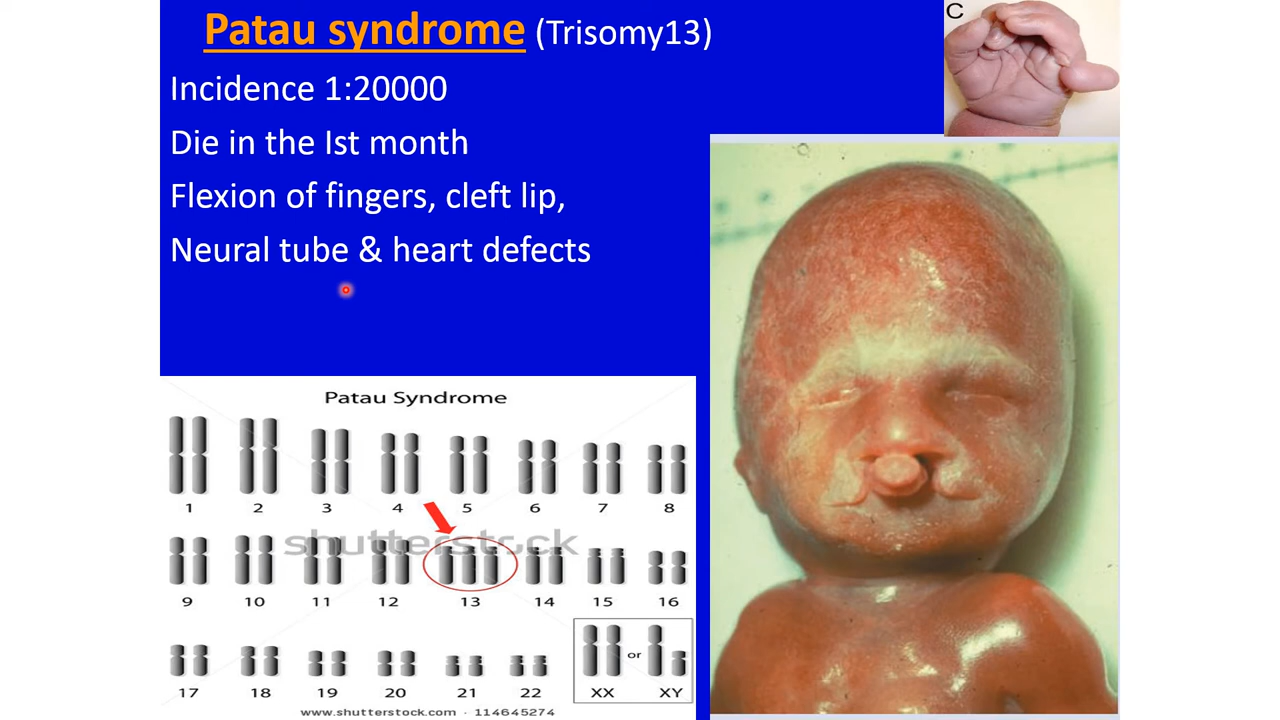 Patau syndrome (Trisomy13)
Incidence 1:20000
Die in the Ist month
Flexion of fingers, cleft lip,
Neural tube & heart defects
C
Patau Syndrome
1 2 3 4 5 6 7 8
shutterstock
9 10 11 12 13 14 15 16
or
17 18 19 20 21 22 XX XY
www.shutterstock.com · 114645274